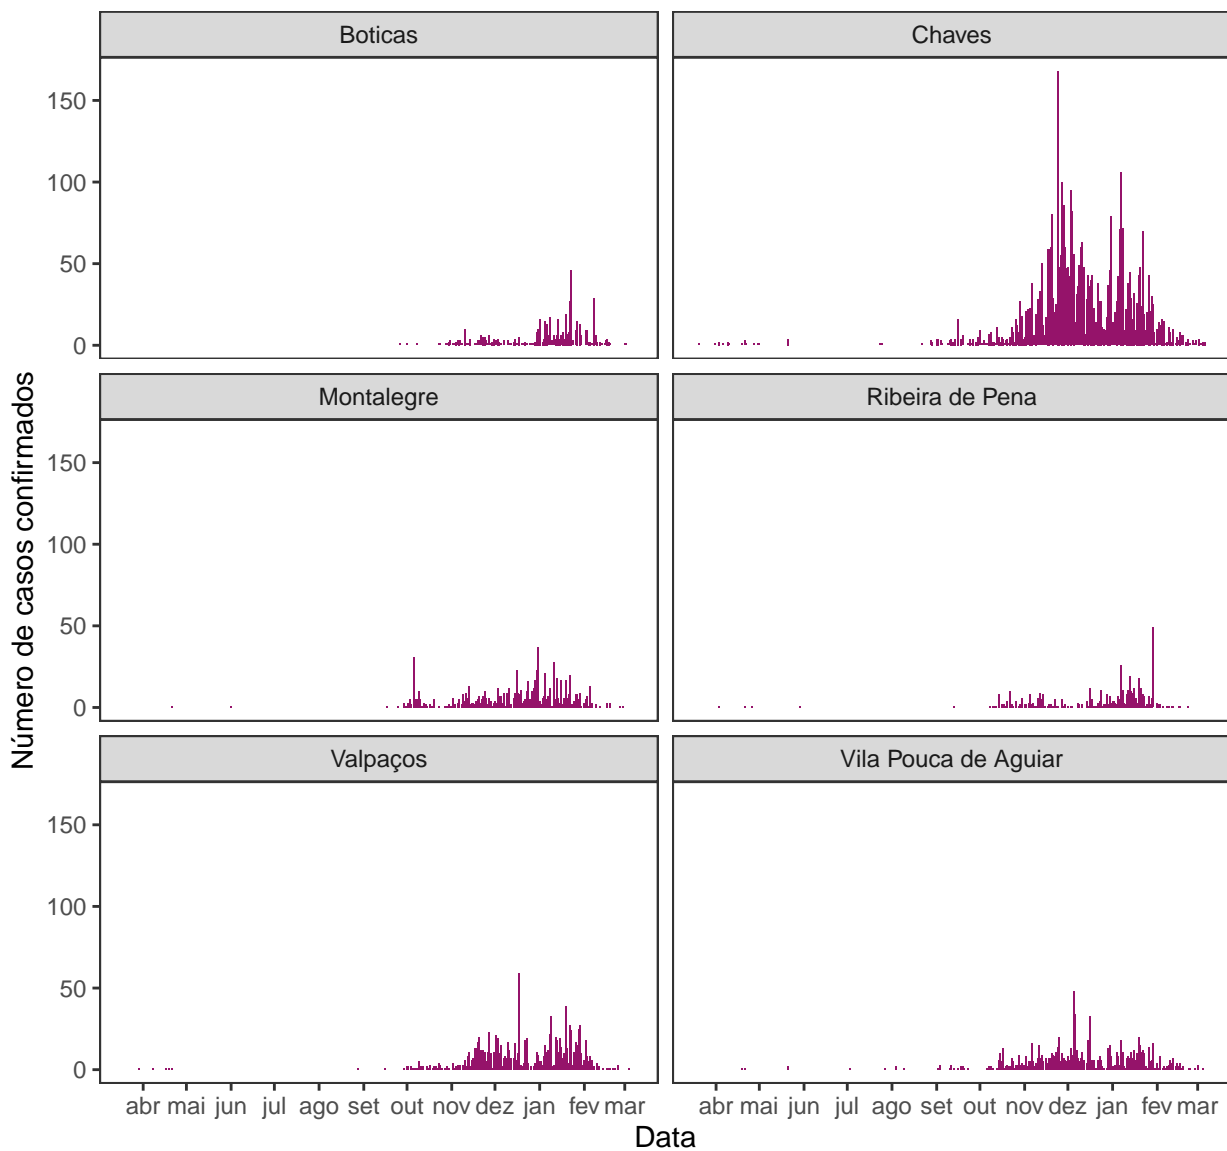 Boticas
Chaves
150
100
50
0
Montalegre
Ribeira de Pena
150
100
50
0
Número de casos confirmados
Valpaços
Vila Pouca de Aguiar
150
100
50
0
abr mai jun jul ago set out nov dez jan fev mar
abr mai jun jul ago set out nov dez jan fev mar
Data